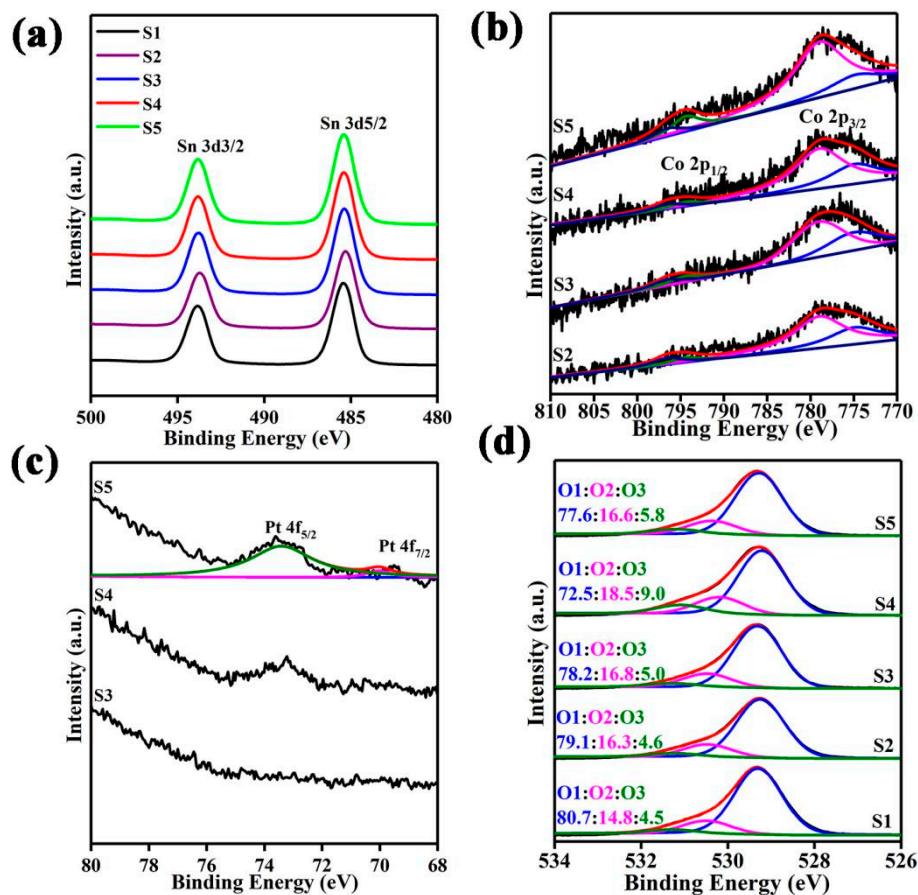 (a)
S1
S2
S3
S4
S5
Sn 3d3/2
Sn 3d5/2
Intensity (a.u.)
500 495 490 485 480
Binding Energy (eV)
(b)
S5
S4
S3
S2
Co 2p1/2
Co 2p3/2
Intensity (a.u.)
810 805 800 795 790 785 780 775 770
Binding Energy (eV)
(c)
S5
Pt 4f5/2
Pt 4f7/2
S4
S3
Intensity (a.u.)
80 78 76 74 72 70 68
Binding Energy (eV)
(d)
O1:O2:O3
77.6:16.6:5.8
S5
O1:O2:O3
72.5:18.5:9.0
S4
O1:O2:O3
78.2:16.8:5.0
S3
O1:O2:O3
79.1:16.3:4.6
S2
O1:O2:O3
80.7:14.8:4.5
S1
Intensity (a.u.)
534 532 530 528 526
Binding Energy (eV)